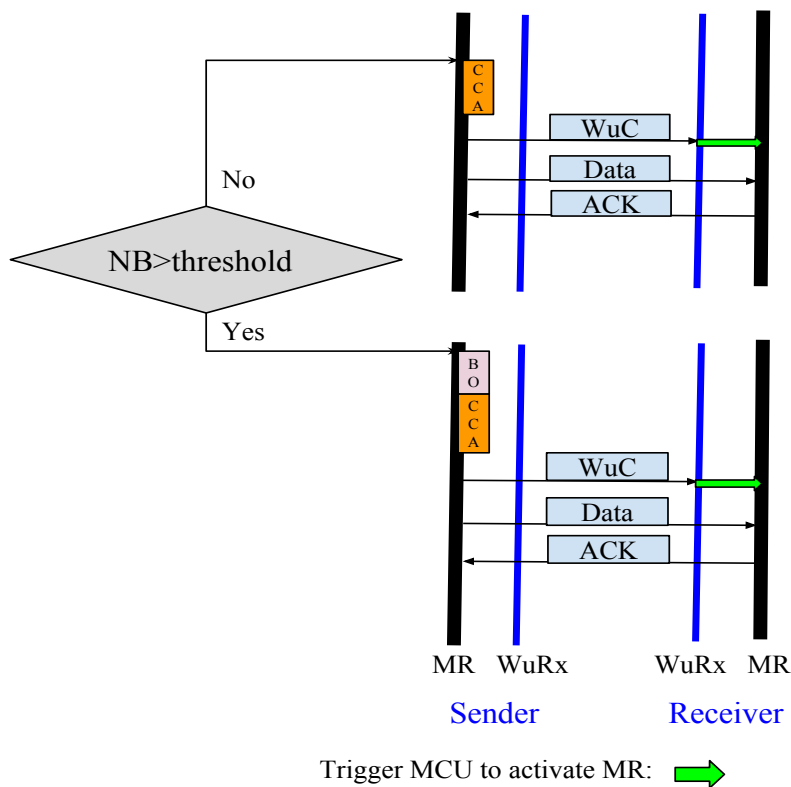 C
C
A
WuC
Data
ACK
No
NB>threshold
Yes
B
O
C
C
A
WuC
Data
ACK
MR WuRx WuRx MR
Sender Receiver
Trigger MCU to activate MR: